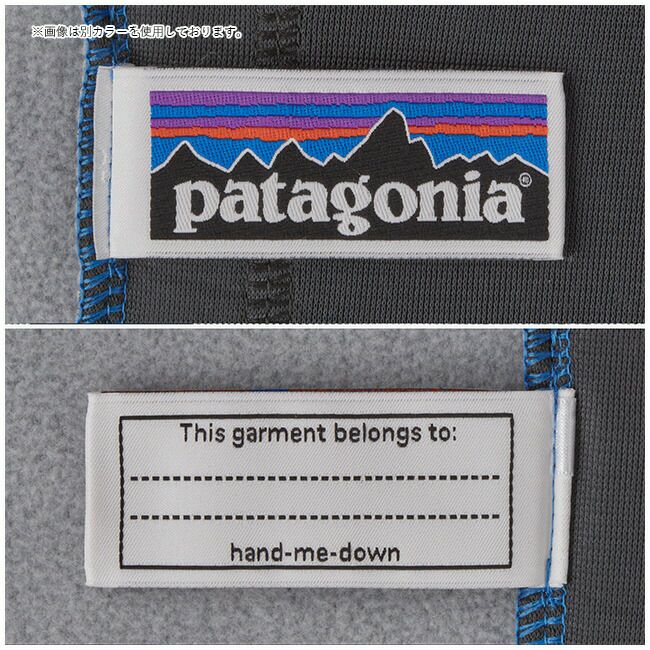 ※画像は別カラーを使用しております。
patagonia®
This garment belongs to:
hand-me-down